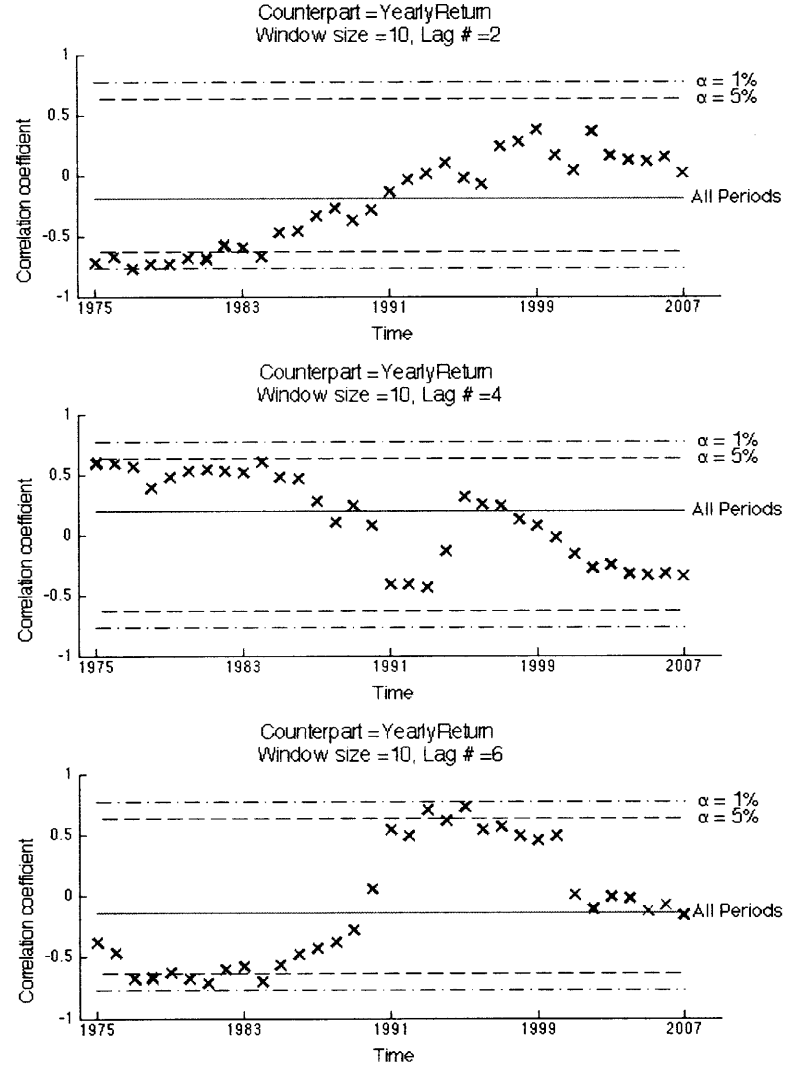 Counterpart = YearlyReturn
Window size =10, Lag # =2
1
α = 1%
α = 5%
0.5
0
All Periods
-0.5
-1
1975 1983 1991 1999 2007
Correlation coefficient
Time
Counterpart = YearlyReturn
Window size =10, Lag # =4
1
α = 1%
α = 5%
0.5
All Periods
0
-0.5
-1
1975 1983 1991 1999 2007
Correlation coefficient
Time
Counterpart = YearlyReturn
Window size =10, Lag # =6
1
α = 1%
α = 5%
0.5
0
All Periods
-0.5
-1
1975 1983 1991 1999 2007
Correlation coefficient
Time